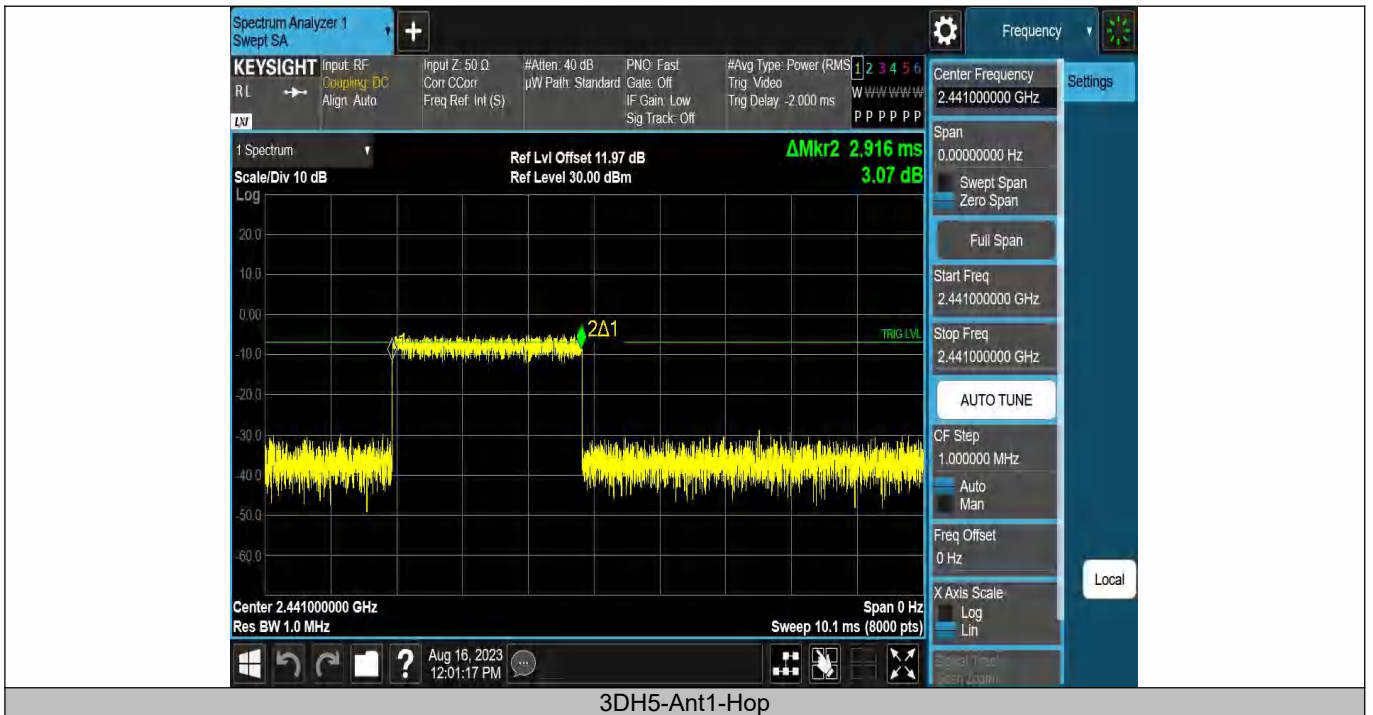 Spectrum Analyzer 1
Swept SA
+
Frequency
KEYSIGHT
RL
LXI
Input: RF
Coupling: DC
Align: Auto
Input Z: 50 Ω
Corr CCorr
Freq Ref: Int (S)
#Atten: 40 dB
µW Path: Standard
PNO: Fast
Gate: Off
IF Gain: Low
Sig Track: Off
#Avg Type: Power (RMS
Trig: Video
Trig Delay: -2.000 ms
1 2 3 4 5 6
W W W W W W
P P P P P P
1 Spectrum
Scale/Div 10 dB
Log
Ref Lvl Offset 11.97 dB
Ref Level 30.00 dBm
ΔMkr2 2.916 ms
3.07 dB
20.0
10.0
0.00
-10.0
-20.0
-30.0
-40.0
-50.0
-60.0
2Δ1
TRIG LVL
Center 2.441000000 GHz
Res BW 1.0 MHz
Span 0 Hz
Sweep 10.1 ms (8000 pts)
Center Frequency
2.441000000 GHz
Settings
Span
0.00000000 Hz
Swept Span
Zero Span
Full Span
Start Freq
2.441000000 GHz
Stop Freq
2.441000000 GHz
AUTO TUNE
CF Step
1.000000 MHz
Auto
Man
Freq Offset
0 Hz
X Axis Scale
Log
Lin
Local
?
Aug 16, 2023
12:01:17 PM
3DH5-Ant1-Hop